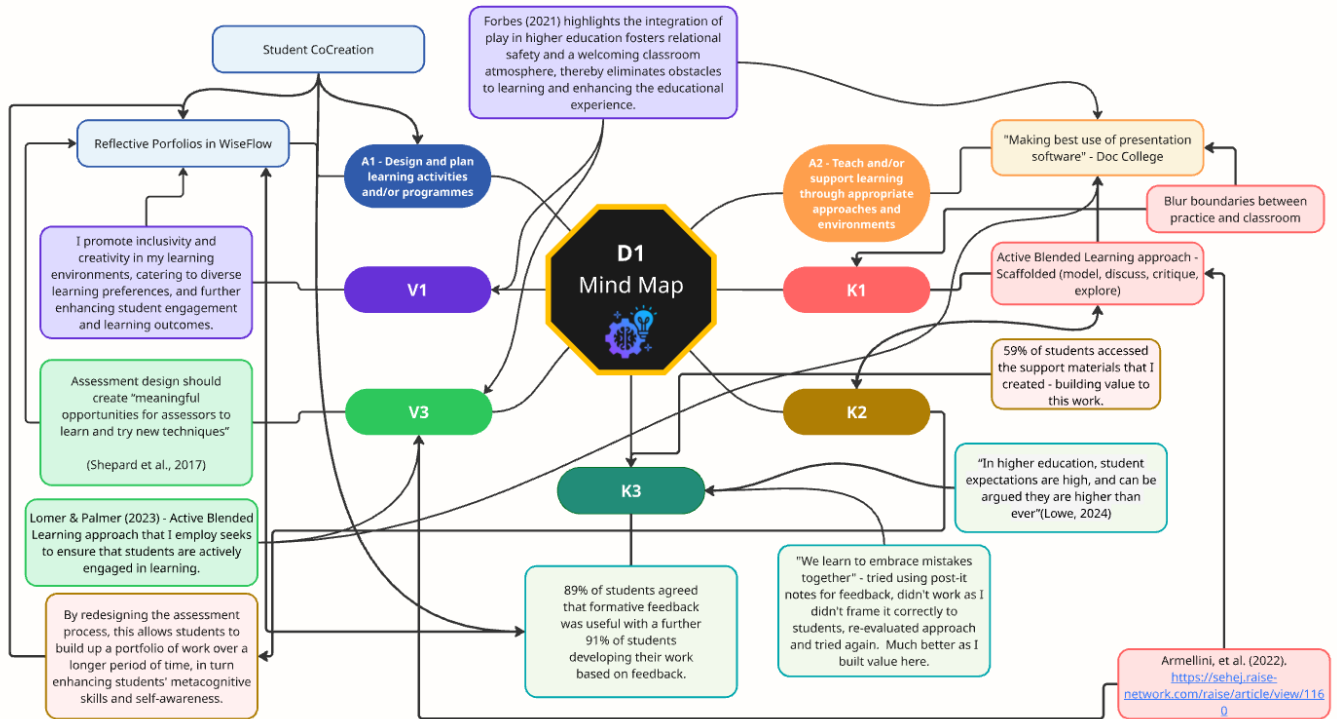 Student CoCreation
Forbes (2021) highlights the integration of
play in higher education fosters relational
safety and a welcoming classroom
atmosphere, thereby eliminates obstacles
to learning and enhancing the educational
experience.
Reflective Porfolios in WiseFlow
A1 - Design and plan
learning activities
and/or programmes
A2 - Teach and/or
support learning
through appropriate
approaches and
environments
"Making best use of presentation
software" - Doc College
Blur boundaries between
practice and classroom
I promote inclusivity and
creativity in my learning
environments, catering to diverse
learning preferences, and further
enhancing student engagement
and learning outcomes.
V1
D1
Mind Map
K1
Active Blended Learning approach -
Scaffolded (model, discuss, critique,
explore)
59% of students accessed
the support materials that I
created - building value to
this work.
Assessment design should
create “meaningful
opportunities for assessors to
learn and try new techniques”
(Shepard et al., 2017)
V3
K2
K3
“In higher education, student
expectations are high, and can be
argued they are higher than
ever”(Lowe, 2024)
Lomer & Palmer (2023) - Active Blended
Learning approach that I employ seeks
to ensure that students are actively
engaged in learning.
By redesigning the assessment
process, this allows students to
build up a portfolio of work over a
longer period of time, in turn
enhancing students' metacognitive
skills and self-awareness.
89% of students agreed
that formative feedback
was useful with a further
91% of students
developing their work
based on feedback.
"We learn to embrace mistakes
together" - tried using post-it
notes for feedback, didn't work as I
didn't frame it correctly to
students, re-evaluated approach
and tried again.  Much better as I
built value here.
Armellini, et al. (2022).
https://sehej.raise-
network.com/raise/article/view/116
0